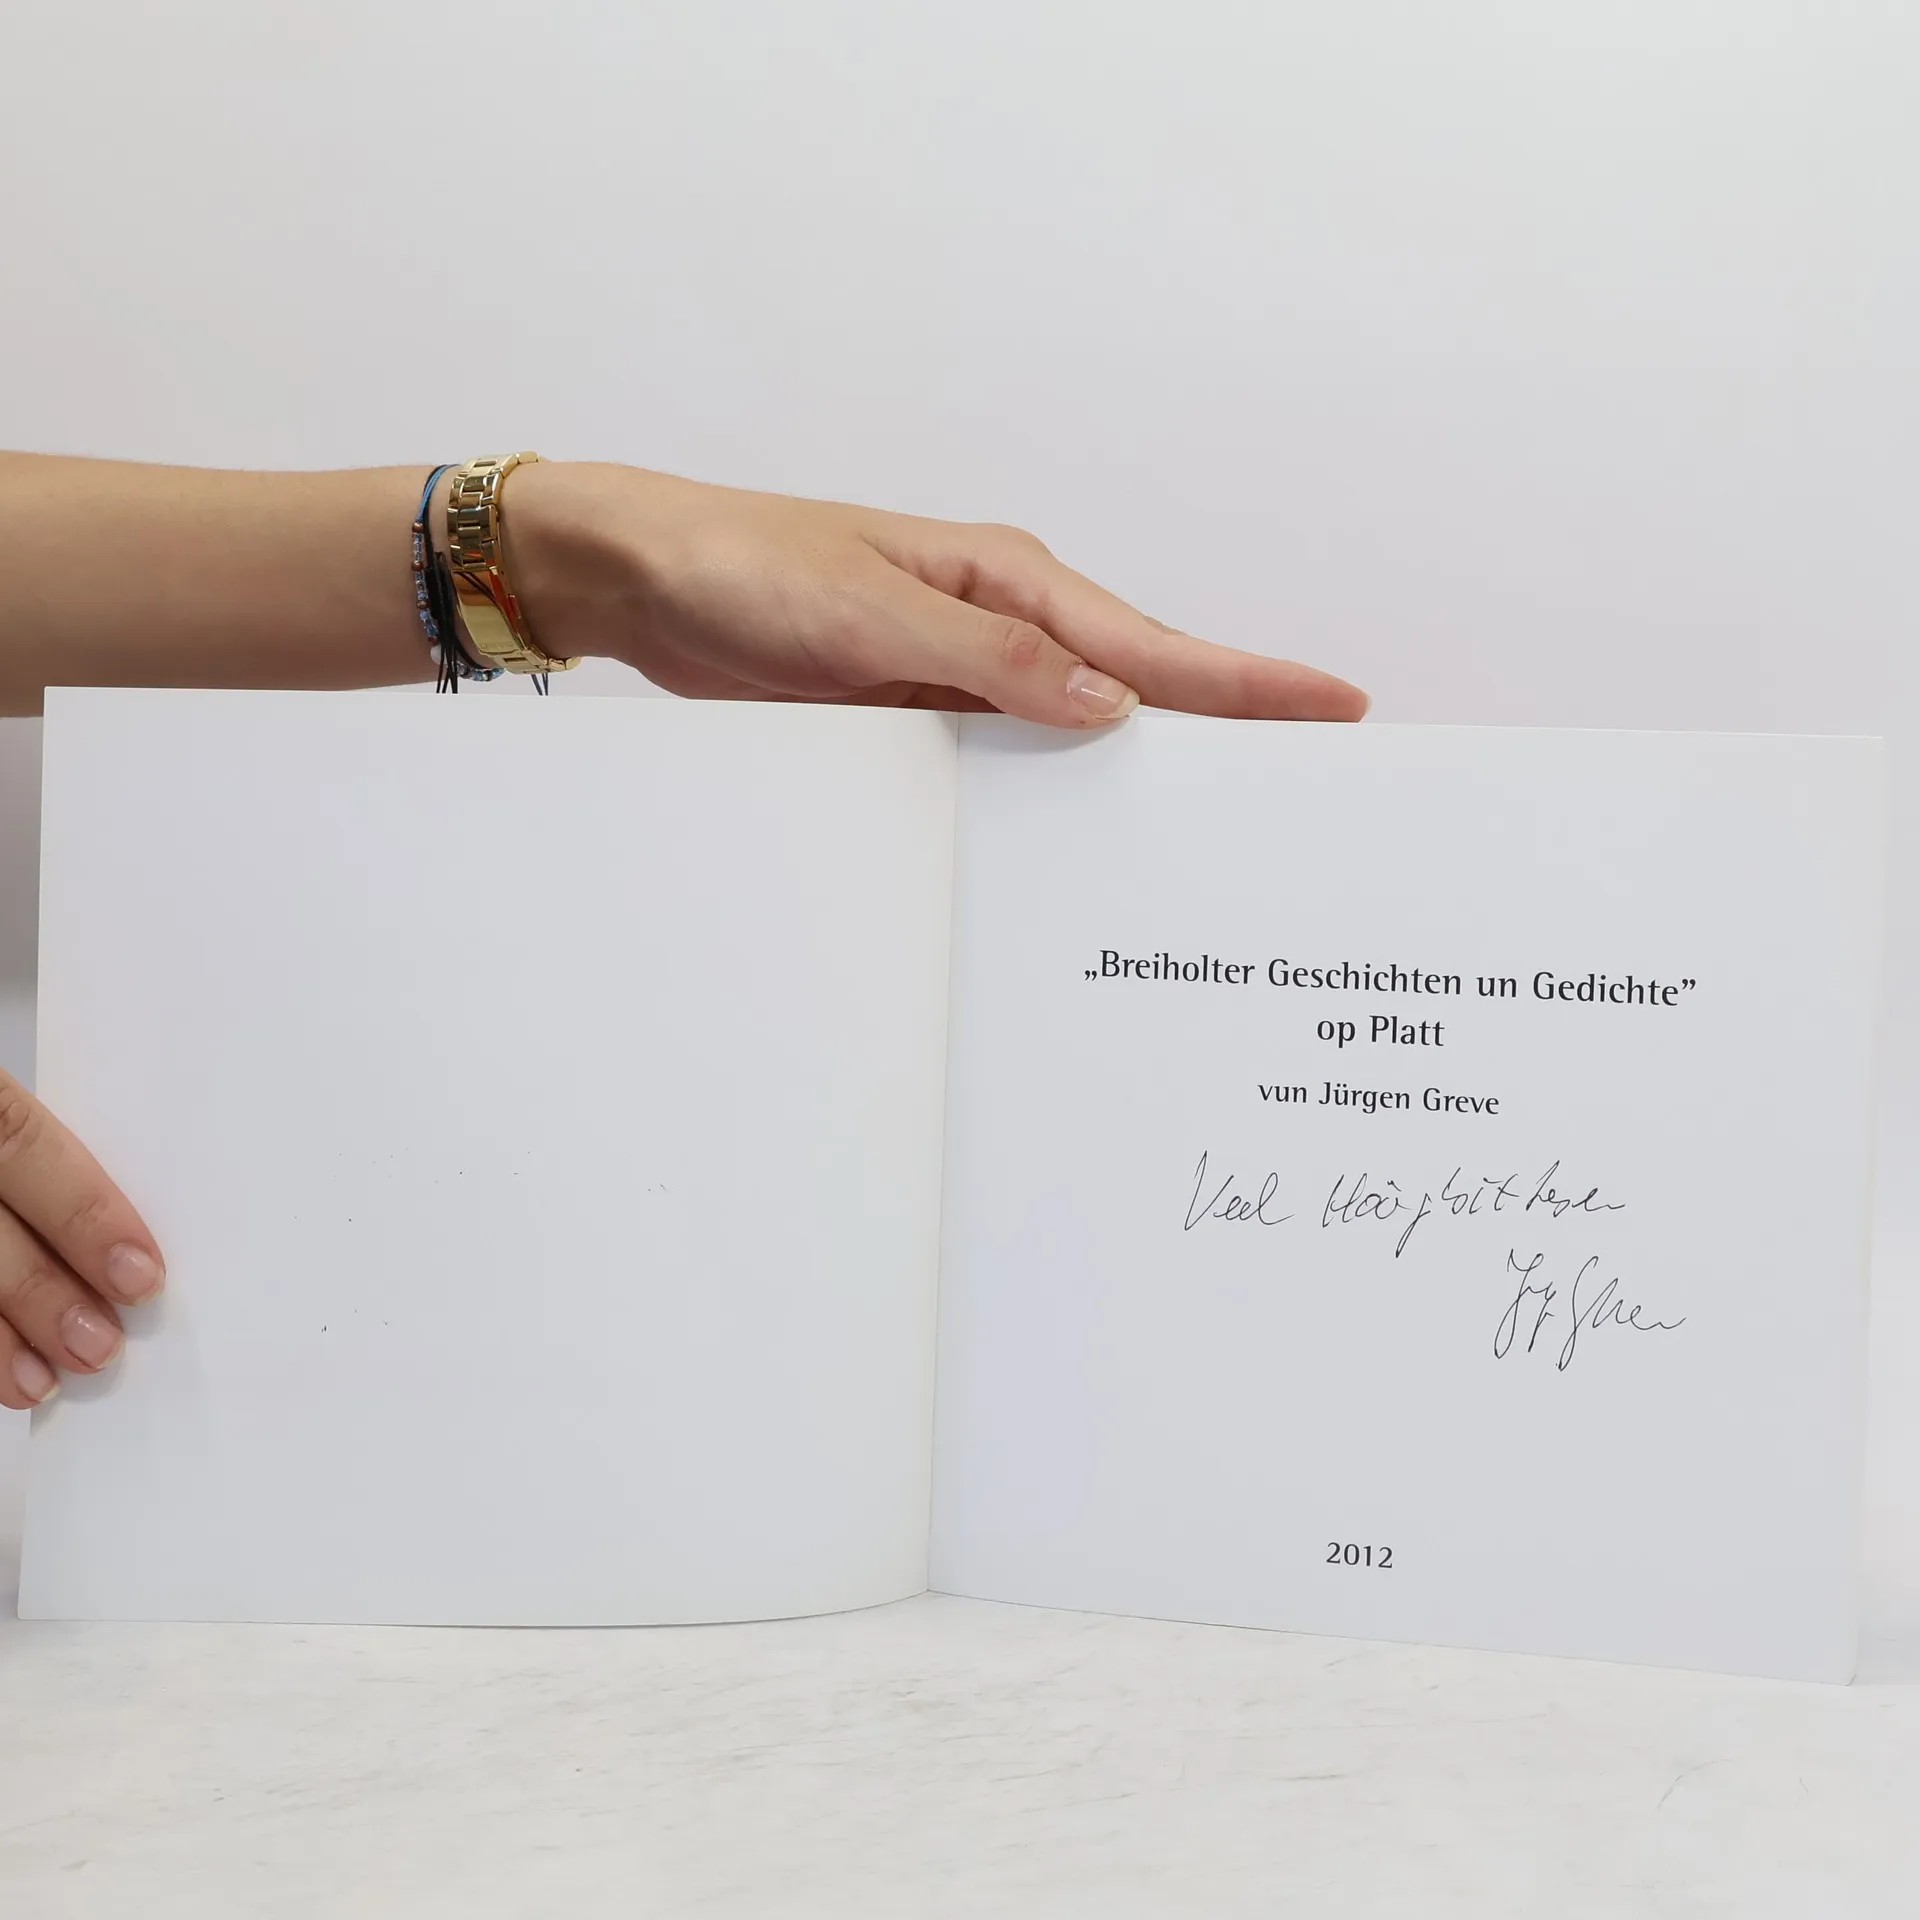 „Breiholter Geschichten un Gedichte”
op Platt
vun Jürgen Greve
Veel
2012